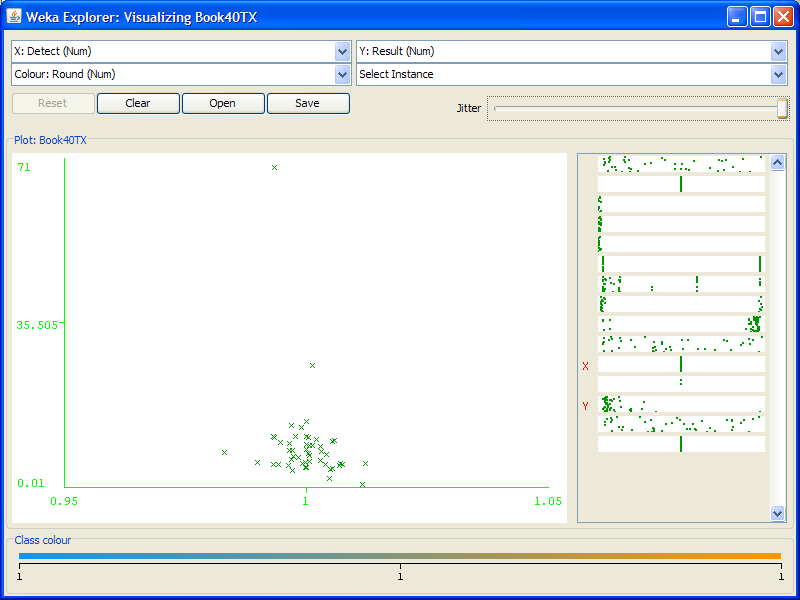 Weka Explorer: Visualizing Book40TX
X: Detect (Num)
Y: Result (Num)
Colour: Round (Num)
Select Instance
Reset
Clear
Open
Save
Jitter
Plot: Book40TX
71
35.505
0.01
0.95
1
1.05
X
Y
Class colour
1
1
1